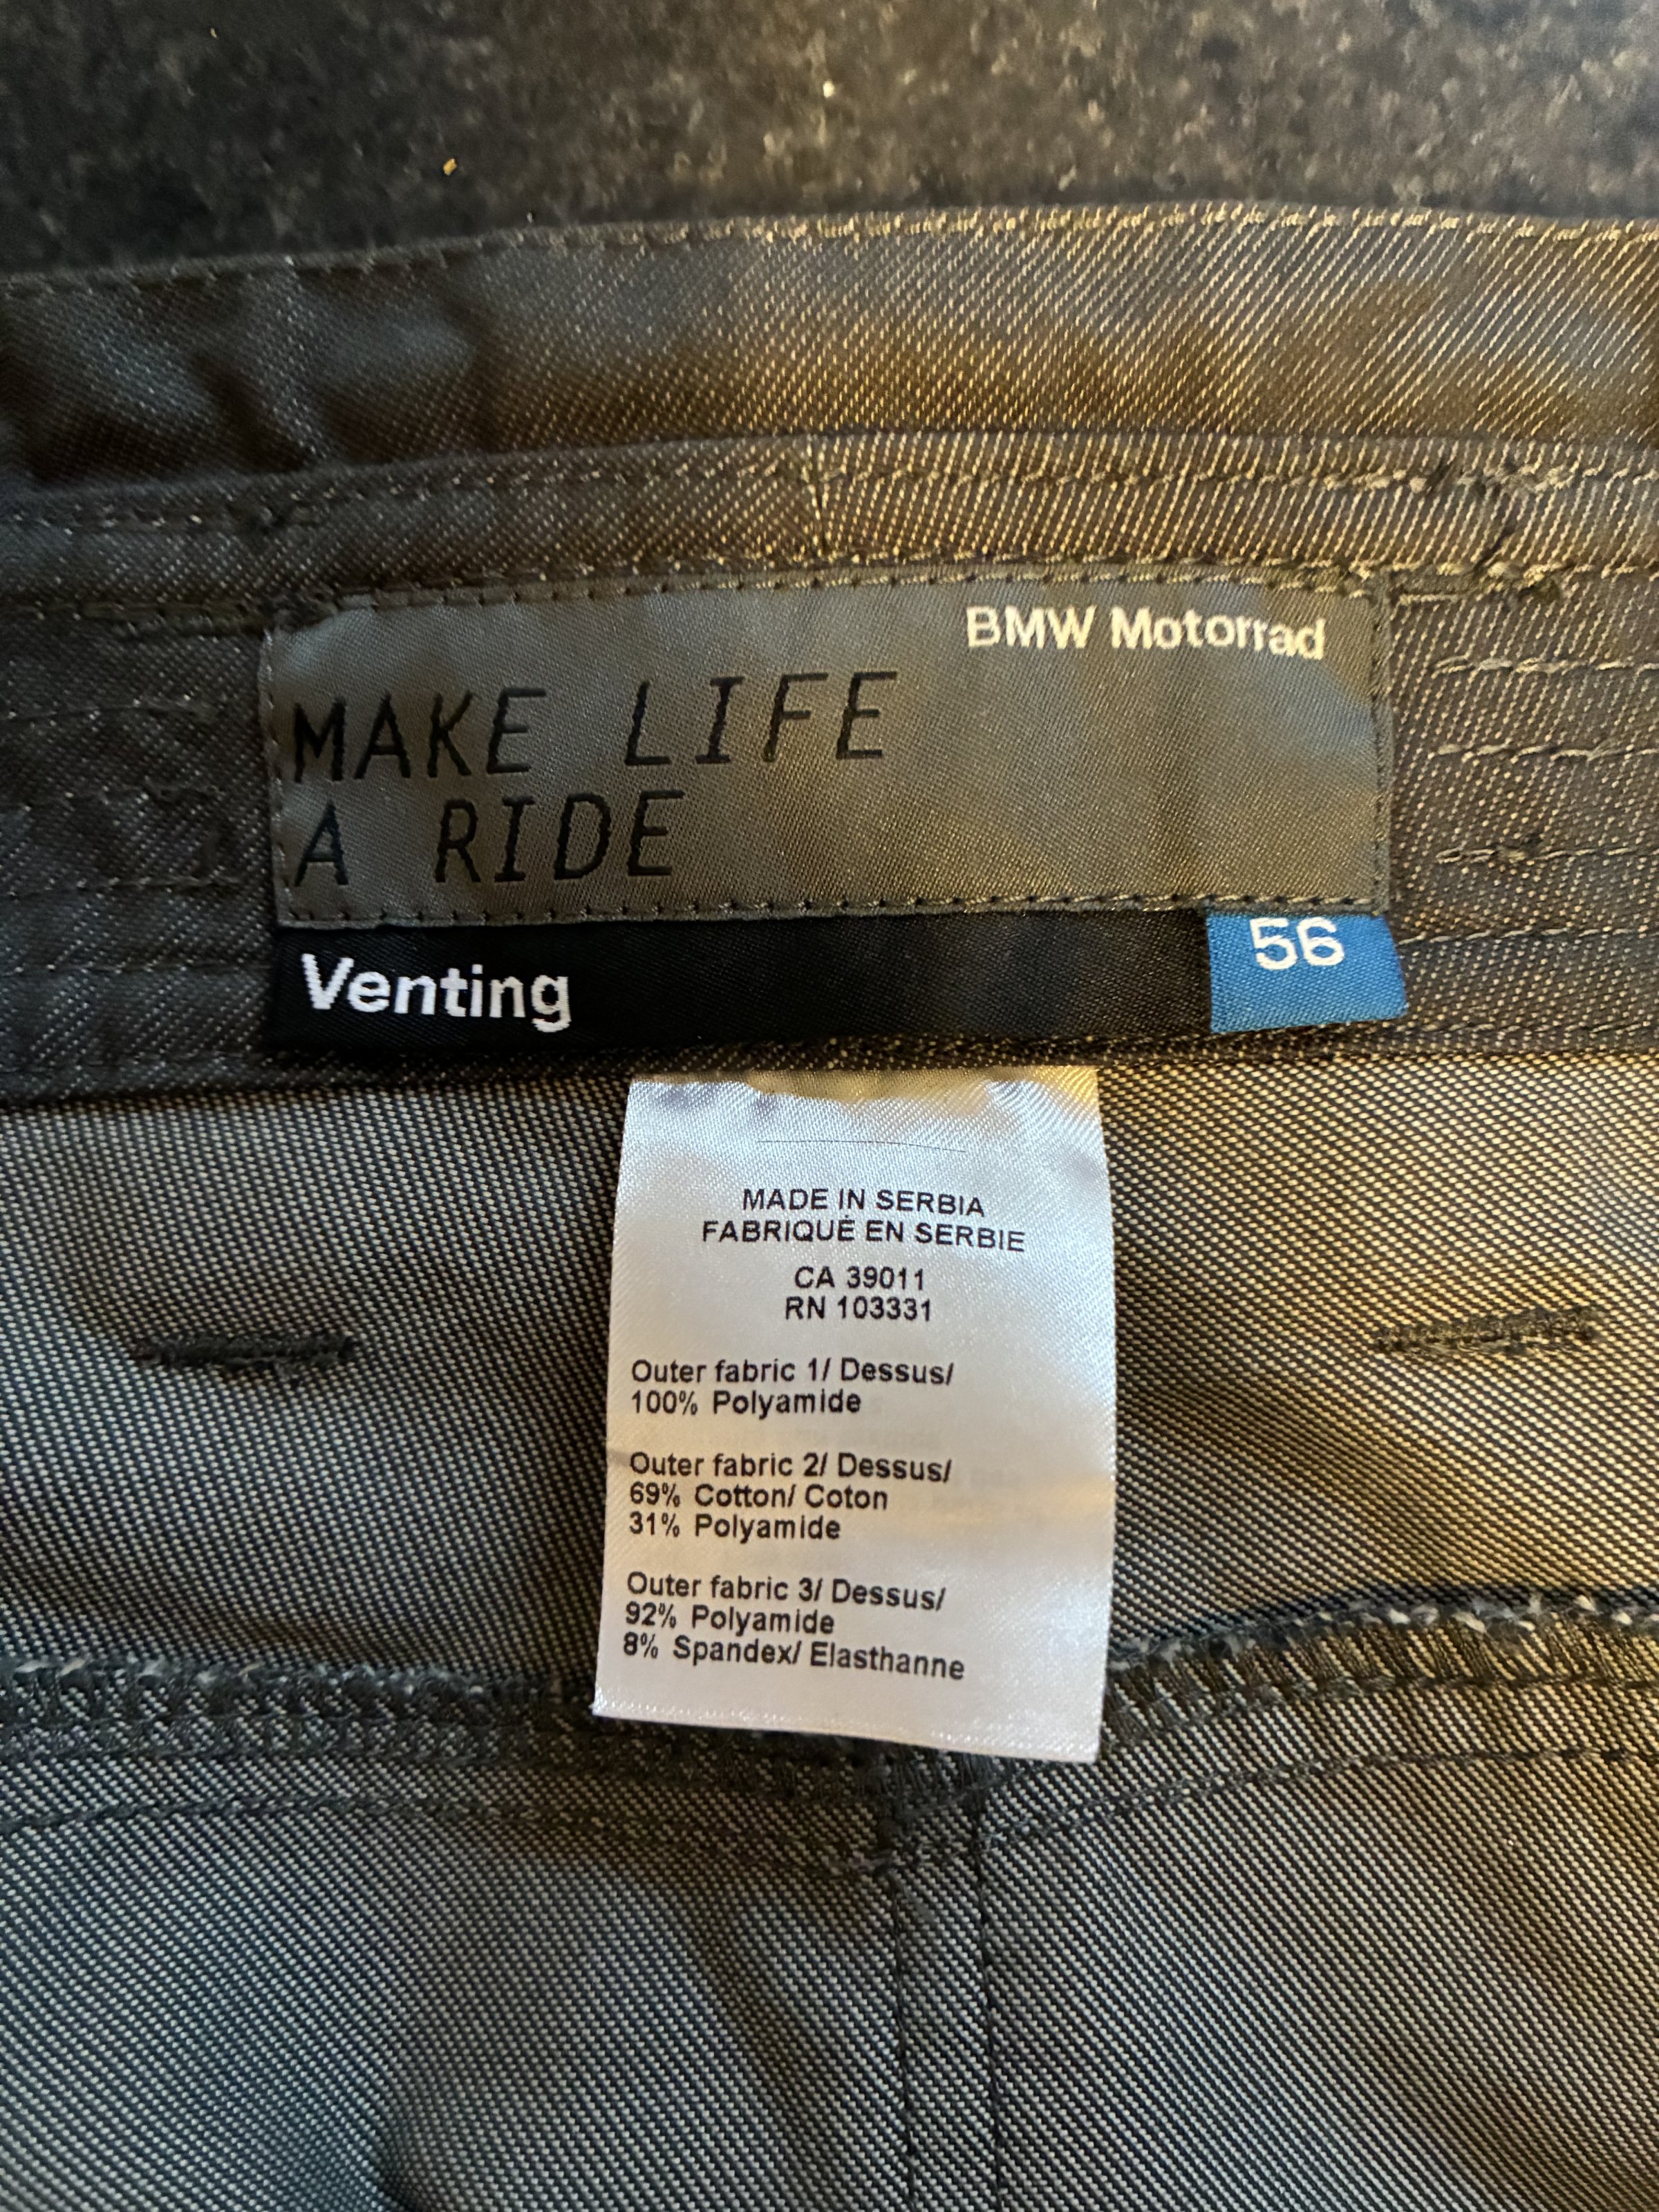 BMW Motorrad
MAKE LIFE
A RIDE
Venting
56
MADE IN SERBIA
FABRIQUÉ EN SERBIE
CA 39011
RN 103331
Outer fabric 1/ Dessus/
100% Polyamide
Outer fabric 2/ Dessus/
69% Cotton/ Coton
31% Polyamide
Outer fabric 3/ Dessus/
92% Polyamide
8% Spandex/ Elasthanne